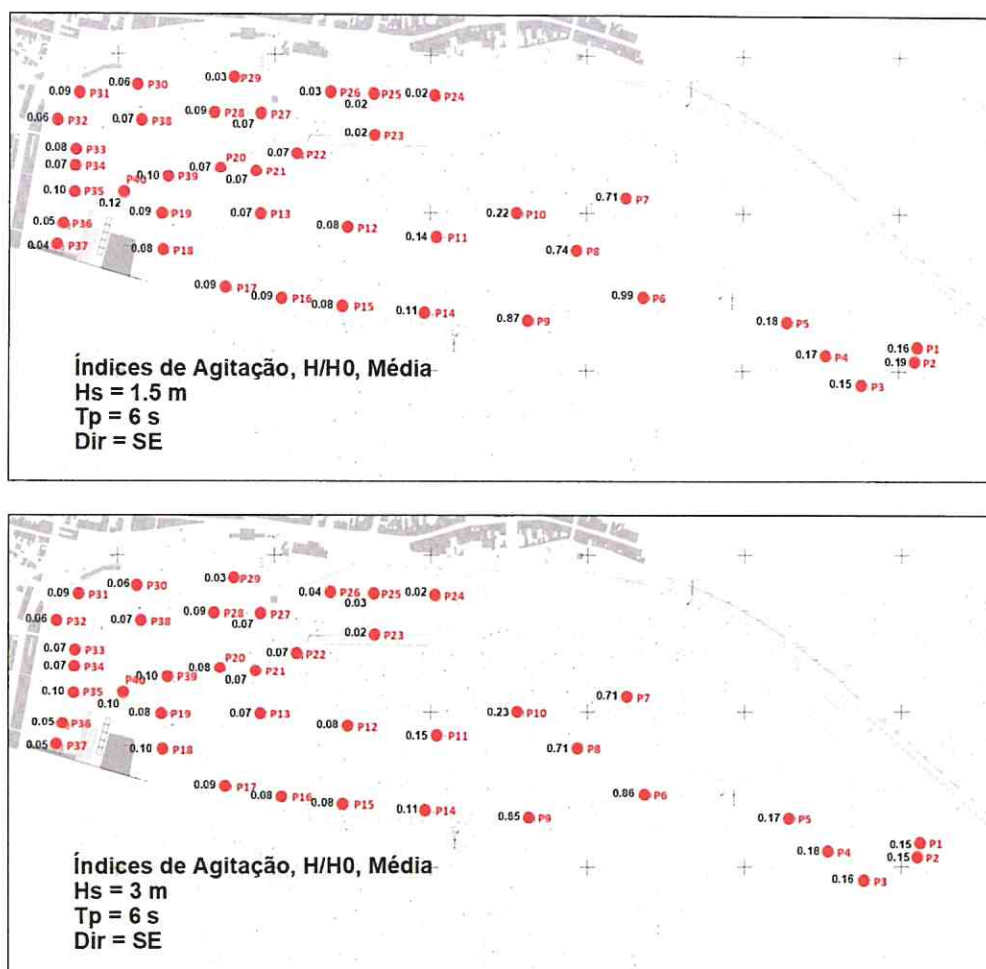 0.03 P29
0.06 P30
0.09 P31
0.03 P26
P25
0.02
0.02 P24
0.09 P28
P27
0.07
0.06 P32
0.07 P38
0.02 P23
0.08 P33
0.07 P22
0.07 P34
P20
0.07
P21
0.07
0.10 P39
0.10 P35
P40
0.12
0.71 P7
0.09 P19
0.07 P13
0.22 P10
0.05 P36
0.08 P12
0.14 P11
0.04 P37
0.08 P18
0.74 P8
0.09 P17
0.09 P16
0.08 P15
0.11 P14
0.99 P6
0.87 P9
0.18 P5
0.16 P1
0.17 P4
0.19 P2
0.15 P3
Índices de Agitação, H/H0, Média
Hs = 1.5 m
Tp = 6 s
Dir = SE
0.03 P29
0.06 P30
0.09 P31
0.04 P26
P25
0.03
0.02 P24
0.09 P28
P27
0.07
0.06 P32
0.07 P38
0.02 P23
0.07 P33
0.07 P22
0.07 P34
P20
0.08
P21
0.07
0.10 P39
0.10 P35
P40
0.10
0.71 P7
0.08 P19
0.07 P13
0.23 P10
0.05 P36
0.08 P12
0.15 P11
0.05 P37
0.10 P18
0.71 P8
0.09 P17
0.08 P16
0.08 P15
0.11 P14
0.86 P6
0.85 P9
0.17 P5
0.15 P1
0.18 P4
0.15 P2
0.16 P3
Índices de Agitação, H/H0, Média
Hs = 3 m
Tp = 6 s
Dir = SE